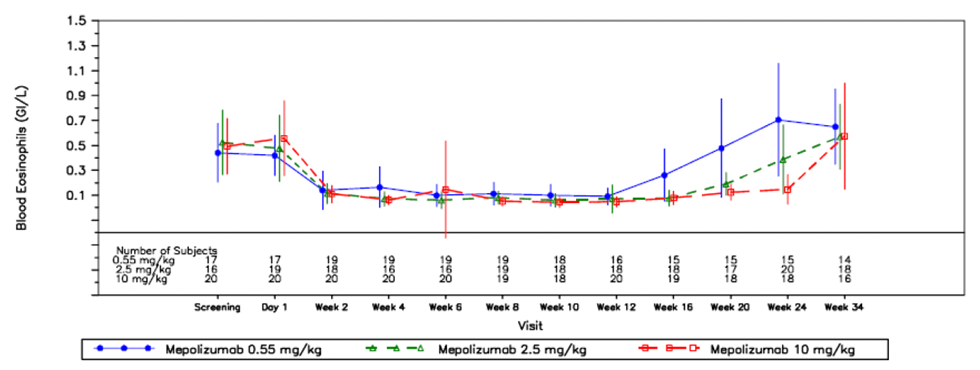 1.5
1.3
1.1
0.9
0.7
0.5
0.3
0.1
Blood Eosinophils (GI/L)
Number of Subjects
0.55 mg/kg 17 17 19 19 19 19 18 16 15 15 15 14
2.5 mg/kg 16 19 18 16 16 19 18 18 18 17 20 18
10 mg/kg 20 20 20 20 20 19 18 20 19 18 18 16
Screening Day 1 Week 2 Week 4 Week 6 Week 8 Week 10 Week 12 Week 16 Week 20 Week 24 Week 34
Visit
Mepolizumab 0.55 mg/kg Mepolizumab 2.5 mg/kg Mepolizumab 10 mg/kg